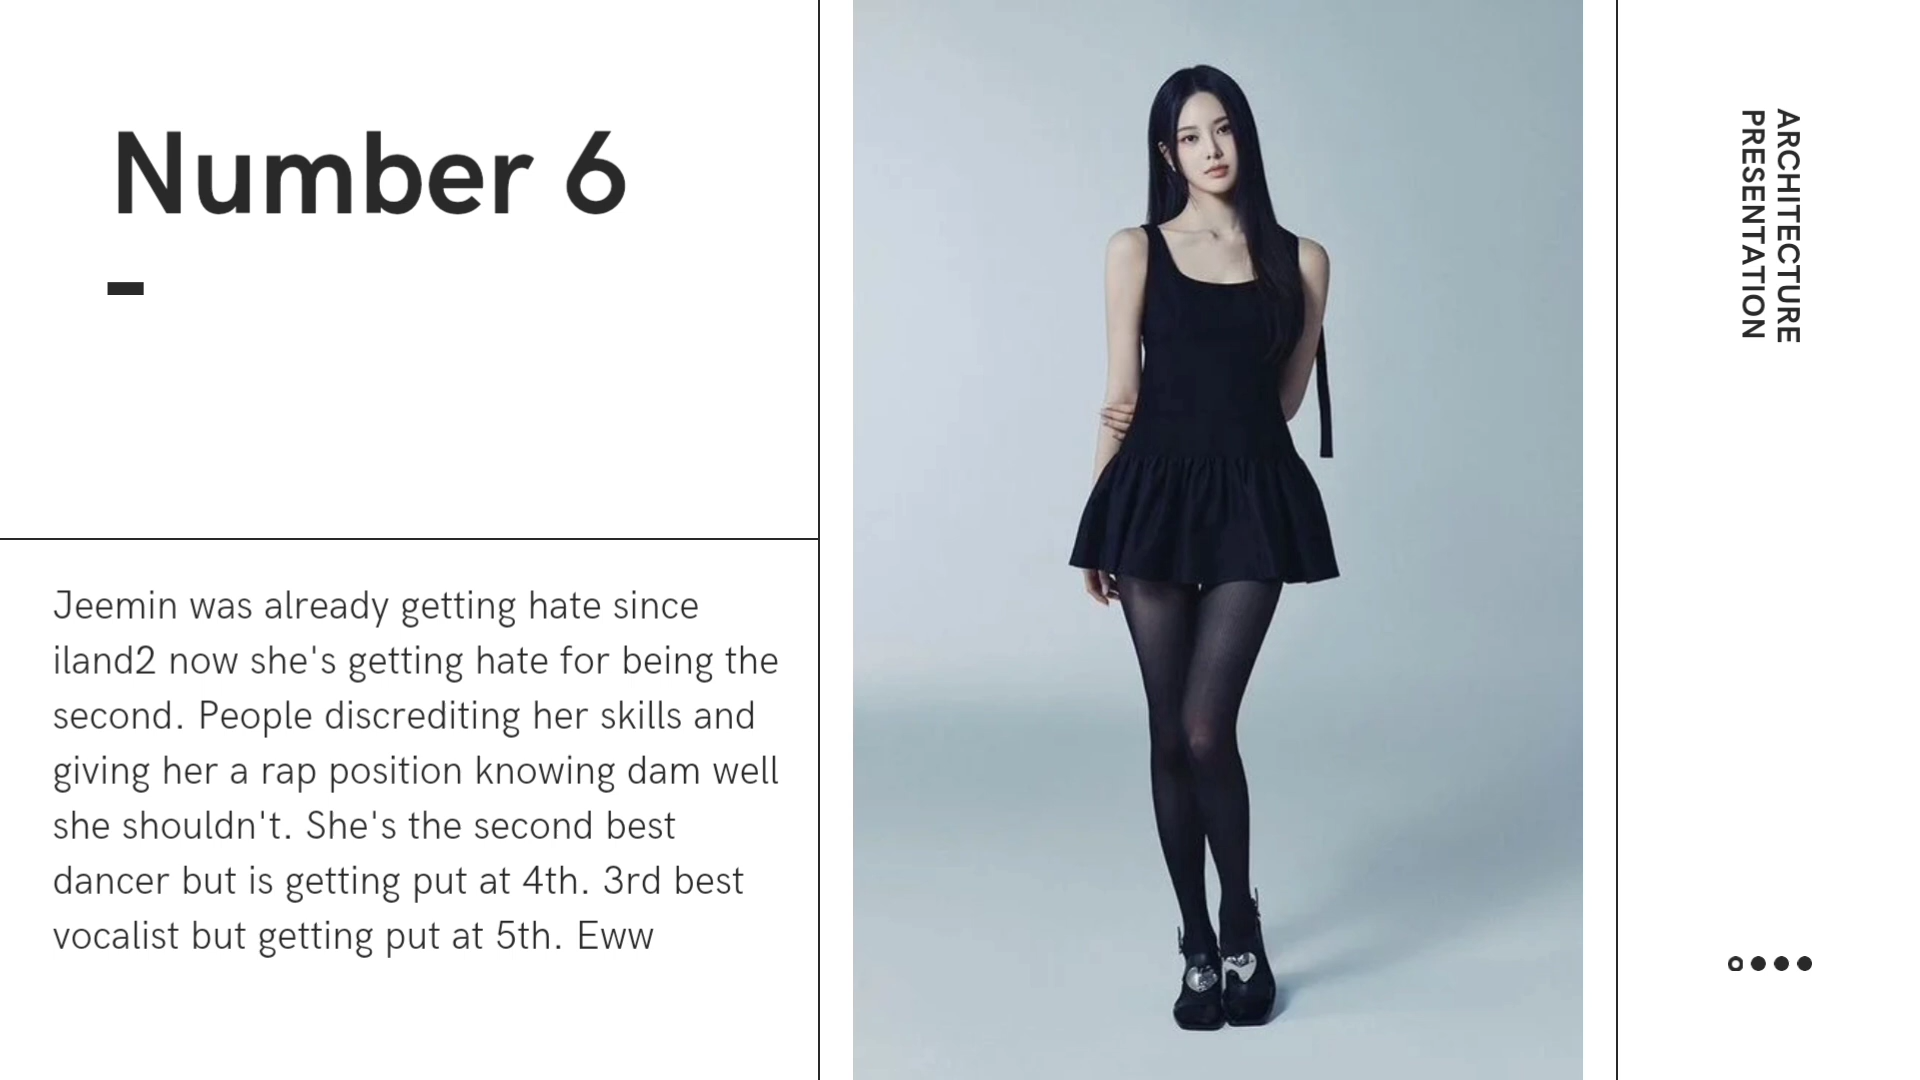 Number 6
Jeemin was already getting hate since
iland2 now she's getting hate for being the
second. People discrediting her skills and
giving her a rap position knowing dam well
she shouldn't. She's the second best
dancer but is getting put at 4th. 3rd best
vocalist but getting put at 5th. Eww
ARCHITECTURE
PRESENTATION